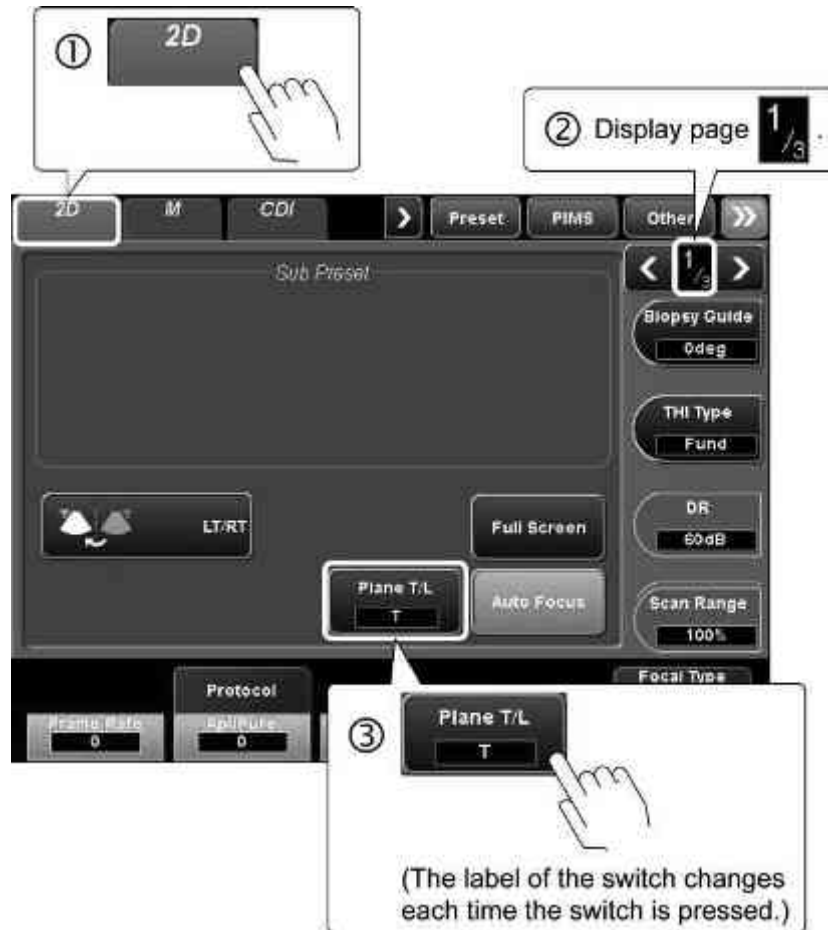 ① 2D
② Display page 1/3 .
2D M CDI > Preset PIMS Other »
Sub Preset
< 1/3 >
Biopsy Guide
0deg
THI Type
Fund
LT/RT
Full Screen
DR
60dB
Plane T/L
T
Auto Focus
Scan Range
100%
Protocol
Focal Type
Frame Rate
0
ApliPure
0
③ Plane T/L
T
(The label of the switch changes
each time the switch is pressed.)